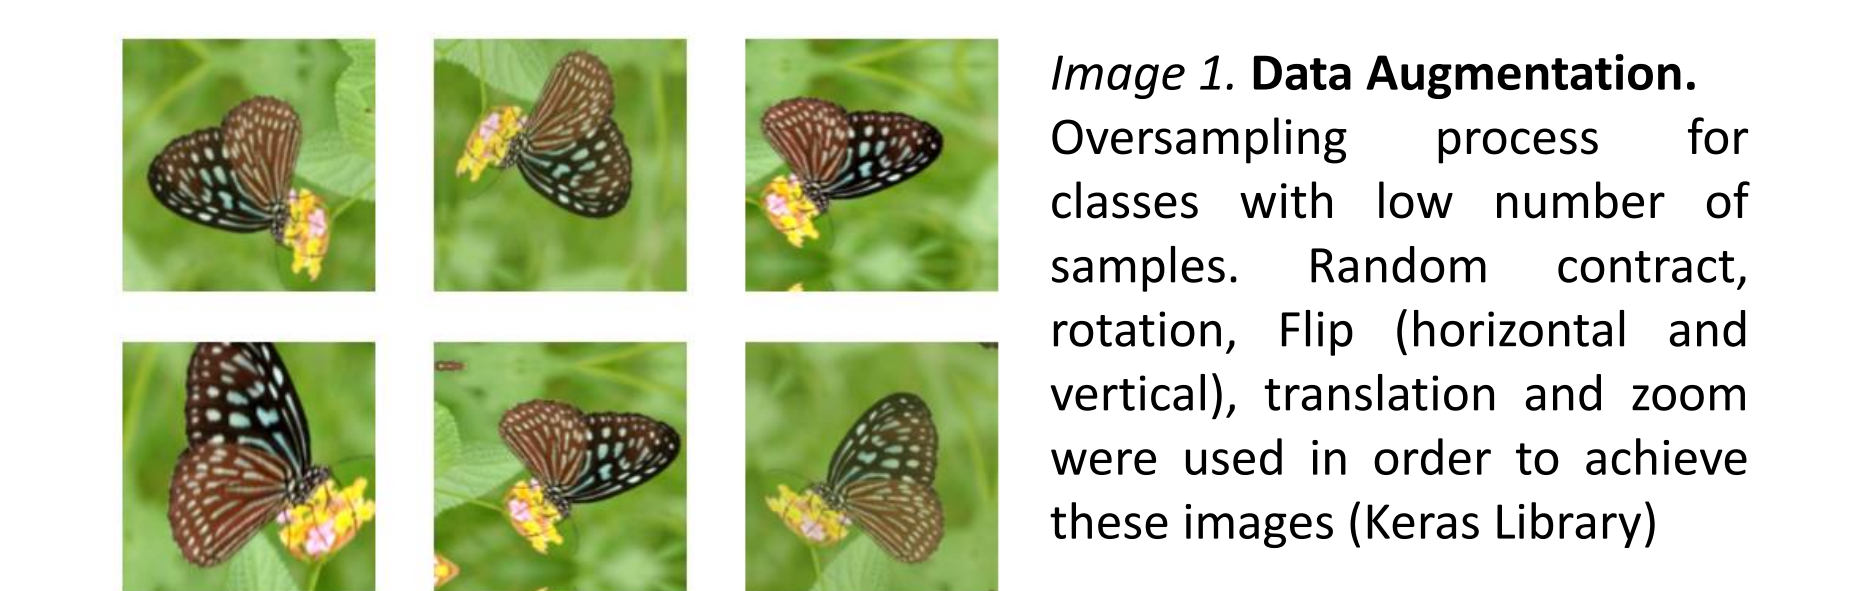 Image 1. Data Augmentation.
Oversampling process for
classes with low number of
samples. Random contract,
rotation, Flip (horizontal and
vertical), translation and zoom
were used in order to achieve
these images (Keras Library)